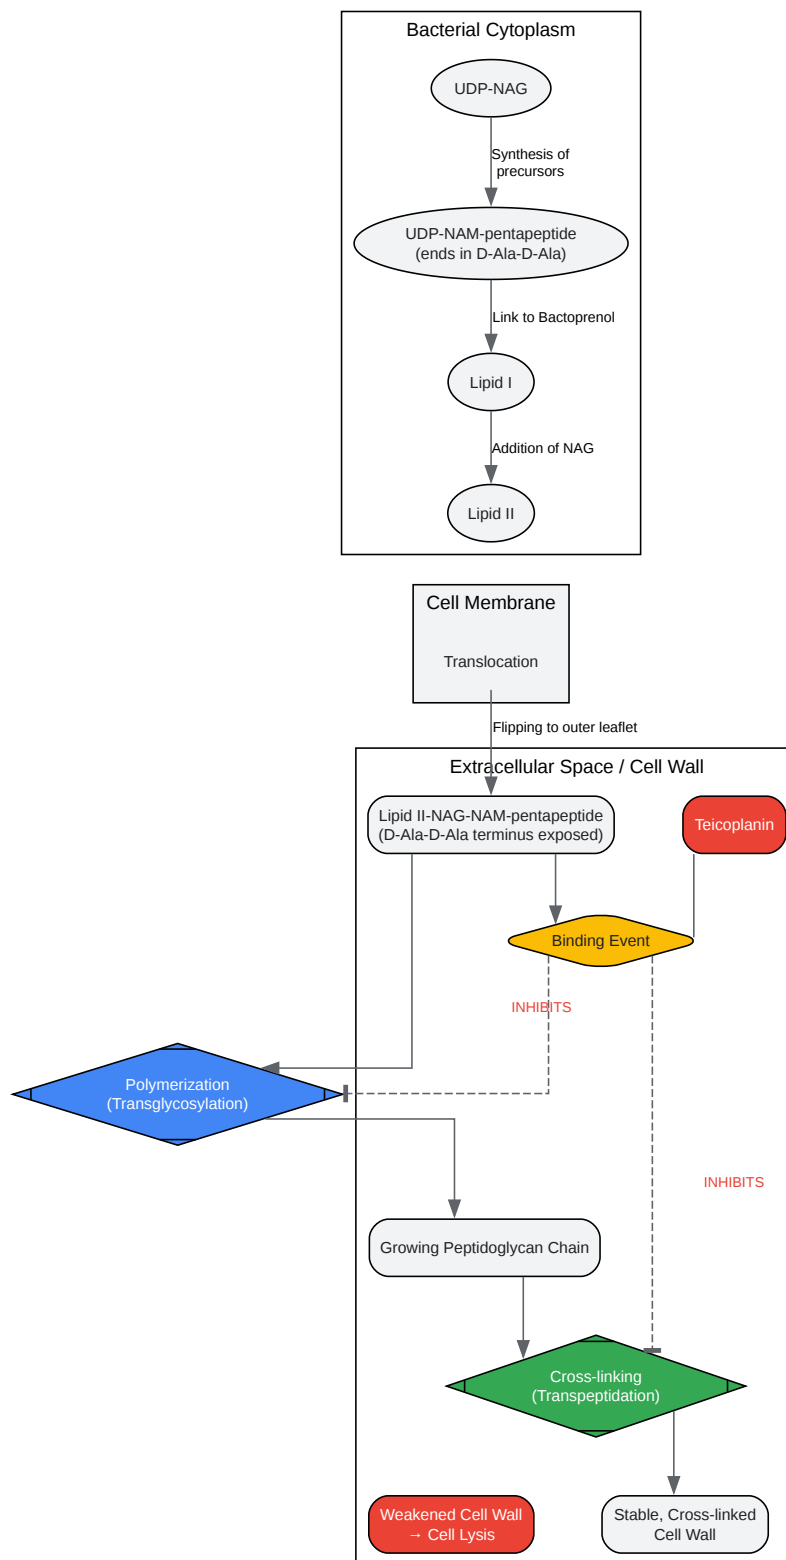 Bacterial Cytoplasm
UDP-NAG
Synthesis of
precursors
UDP-NAM-pentapeptide
(ends in D-Ala-D-Ala)
Link to Bactoprenol
Lipid I
Addition of NAG
Lipid II
Cell Membrane
Translocation
Flipping to outer leaflet
Extracellular Space / Cell Wall
Lipid II-NAG-NAM-pentapeptide
(D-Ala-D-Ala terminus exposed)
Teicoplanin
Binding Event
INHIBITS
Polymerization
(Transglycosylation)
INHIBITS
Growing Peptidoglycan Chain
Cross-linking
(Transpeptidation)
Weakened Cell Wall
→ Cell Lysis
Stable, Cross-linked
Cell Wall